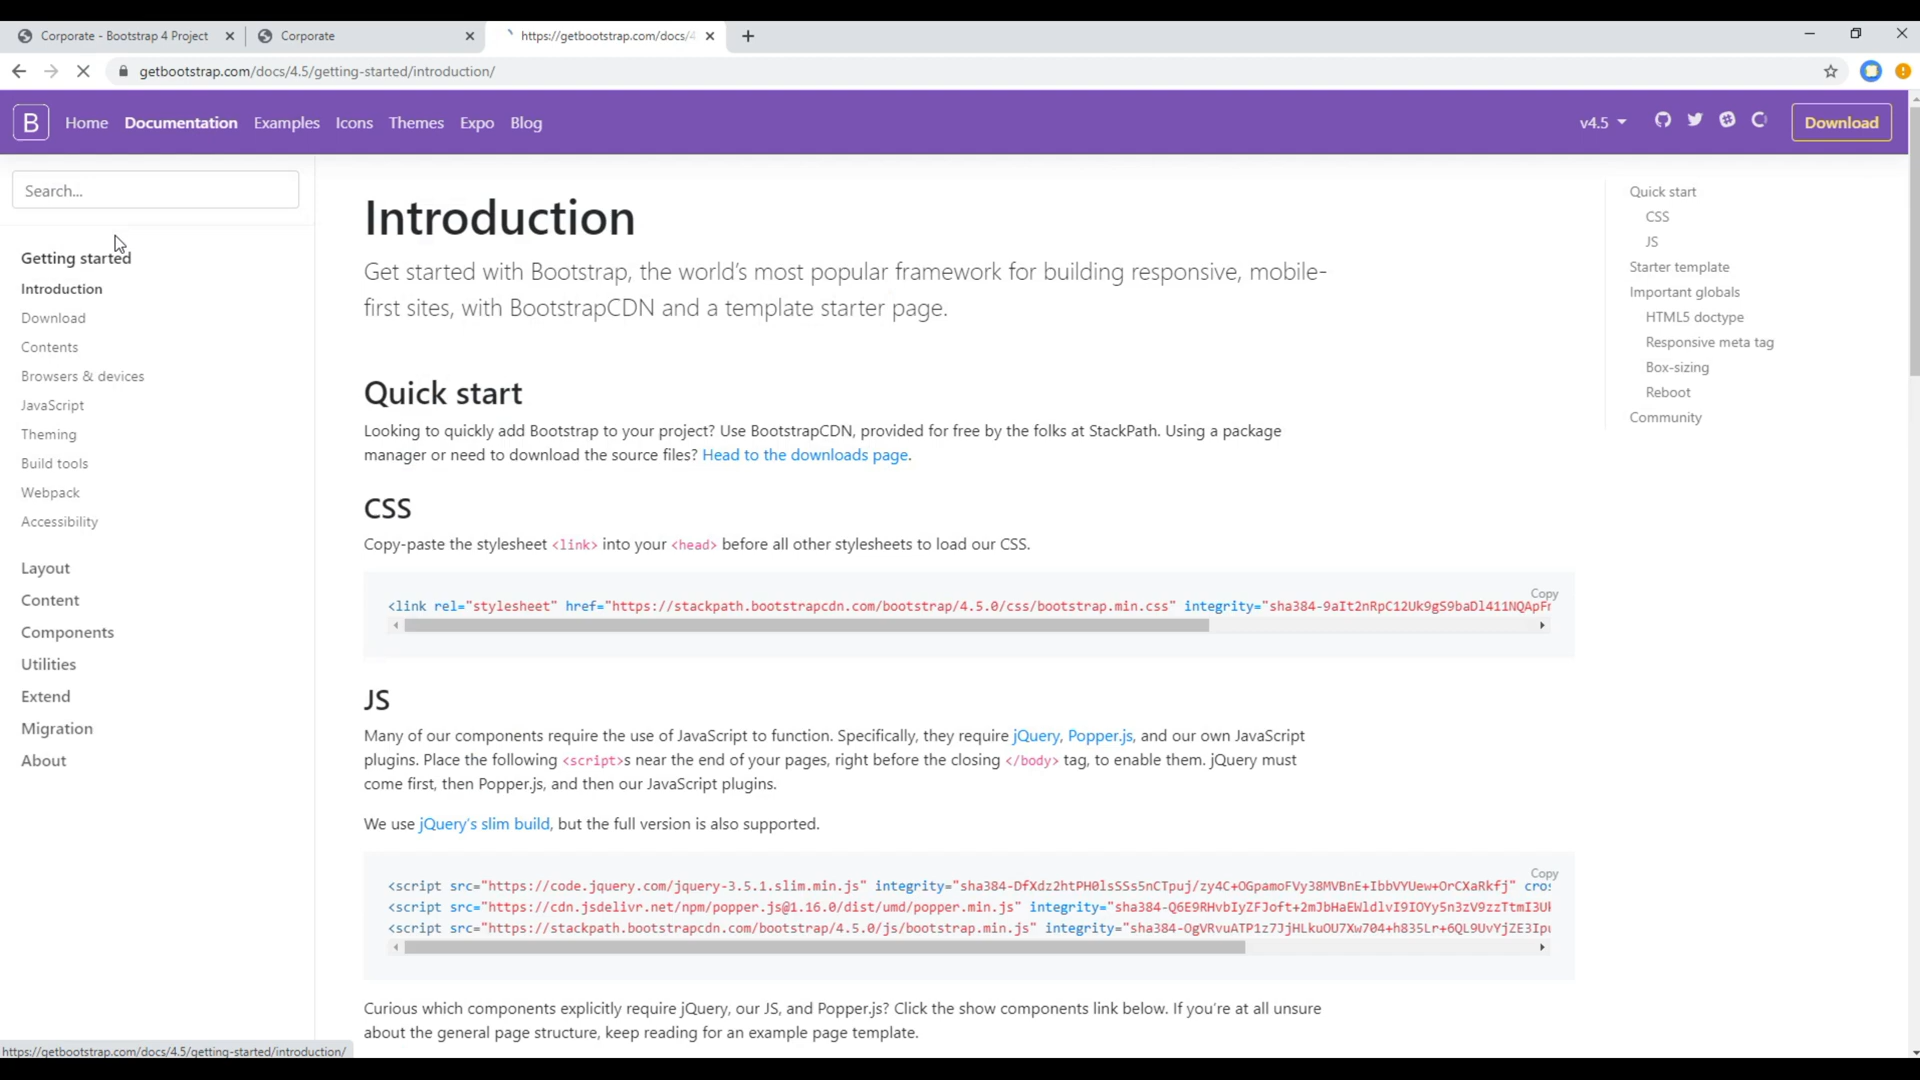 Corporate - Bootstrap 4 Project
Corporate
https://getbootstrap.com/docs/4
getbootstrap.com/docs/4.5/getting-started/introduction/
B
Home
Documentation
Examples
Icons
Themes
Expo
Blog
v4.5
Download
Search...
Getting started
Introduction
Download
Contents
Browsers & devices
JavaScript
Theming
Build tools
Webpack
Accessibility
Layout
Content
Components
Utilities
Extend
Migration
About
Introduction
Get started with Bootstrap, the world's most popular framework for building responsive, mobile-
first sites, with BootstrapCDN and a template starter page.
Quick start
Looking to quickly add Bootstrap to your project? Use BootstrapCDN, provided for free by the folks at StackPath. Using a package
manager or need to download the source files? Head to the downloads page.
CSS
Copy-paste the stylesheet <link> into your <head> before all other stylesheets to load our CSS.
Copy
<link rel="stylesheet" href="https://stackpath.bootstrapcdn.com/bootstrap/4.5.0/css/bootstrap.min.css" integrity="sha384-9aIt2nRpC12Uk9gS9baDl411NQApF
JS
Many of our components require the use of JavaScript to function. Specifically, they require jQuery, Popper.js, and our own JavaScript
plugins. Place the following <script>s near the end of your pages, right before the closing </body> tag, to enable them. jQuery must
come first, then Popper.js, and then our JavaScript plugins.
We use jQuery's slim build, but the full version is also supported.
Copy
<script src="https://code.jquery.com/jquery-3.5.1.slim.min.js" integrity="sha384-DfXdz2htPH0lsSSs5nCTpuj/zy4C+OGpamoFVy38MVBnE+IbbVYUew+OrCXaRkfj" cros
<script src="https://cdn.jsdelivr.net/npm/popper.js@1.16.0/dist/umd/popper.min.js" integrity="sha384-Q6E9RHvbIyZFJoft+2mJbHaEWldlvI9IOYy5n3zV9zzTtmI3U
<script src="https://stackpath.bootstrapcdn.com/bootstrap/4.5.0/js/bootstrap.min.js" integrity="sha384-OgVRvuATP1z7JjHLkuOU7Xw704+h835Lr+6QL9UvYjZE3Ipu
Curious which components explicitly require jQuery, our JS, and Popper.js? Click the show components link below. If you're at all unsure
about the general page structure, keep reading for an example page template.
Quick start
CSS
JS
Starter template
Important globals
HTML5 doctype
Responsive meta tag
Box-sizing
Reboot
Community
https://getbootstrap.com/docs/4.5/getting-started/introduction/